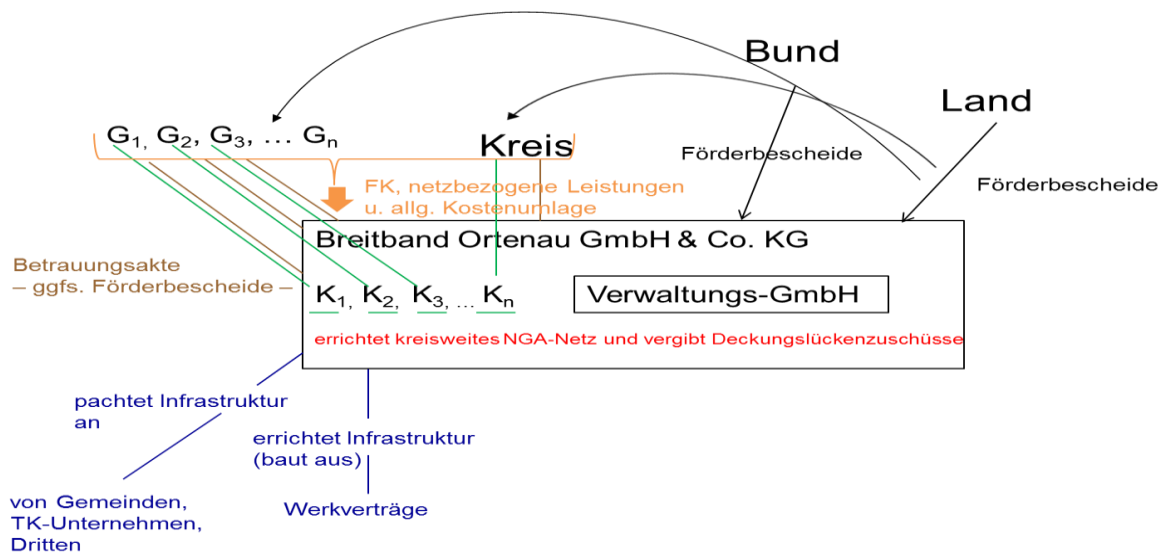 Bund
Land
G1, G2, G3, ... Gn
Kreis
Förderbescheide
Förderbescheide
FK, netzbezogene Leistungen
u. allg. Kostenumlage
Breitband Ortenau GmbH & Co. KG
Betrauungsakte
– ggfs. Förderbescheide –
K1, K2, K3, ... Kn
Verwaltungs-GmbH
errichtet kreisweites NGA-Netz und vergibt Deckungslückenzuschüsse
pachtet Infrastruktur
an
errichtet Infrastruktur
(baut aus)
von Gemeinden,
TK-Unternehmen,
Dritten
Werkverträge